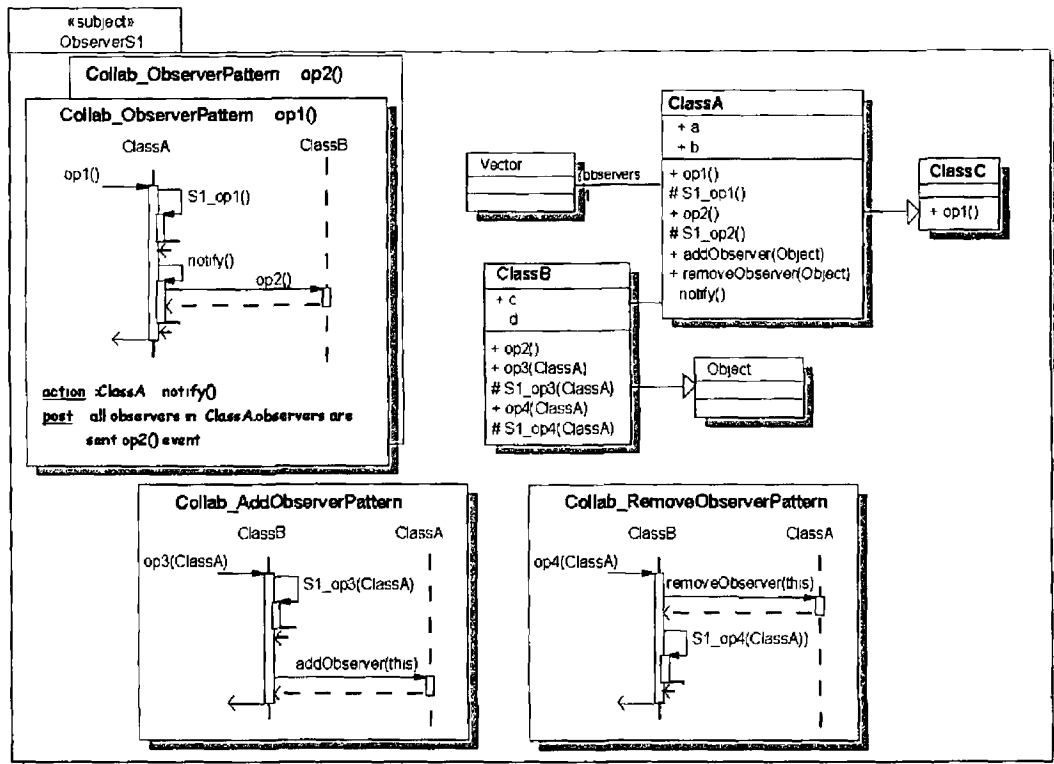 «subject»
ObserverS1
Collab_ObserverPattern op2()
Collab_ObserverPattern op1()
ClassA ClassB
op1()
S1_op1()
notify()
op2()
action :ClassA notify()
post all observers in ClassA.observers are
sent op2() event
Vector
observers
1
ClassA
+ a
+ b
+ op1()
# S1_op1()
+ op2()
# S1_op2()
+ addObserver(Object)
+ removeObserver(Object)
notify()
ClassC
+ op1()
ClassB
+ c
d
+ op2()
+ op3(ClassA)
# S1_op3(ClassA)
+ op4(ClassA)
# S1_op4(ClassA)
Object
Collab_AddObserverPattern
ClassB ClassA
op3(ClassA)
S1_op3(ClassA)
addObserver(this)
Collab_RemoveObserverPattern
ClassB ClassA
op4(ClassA)
removeObserver(this)
S1_op4(ClassA))